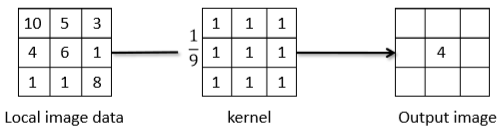 10 5 3 1 1 1
4 6 1 1/9 1 1 1 4
1 1 8 1 1 1
Local image data kernel Output image